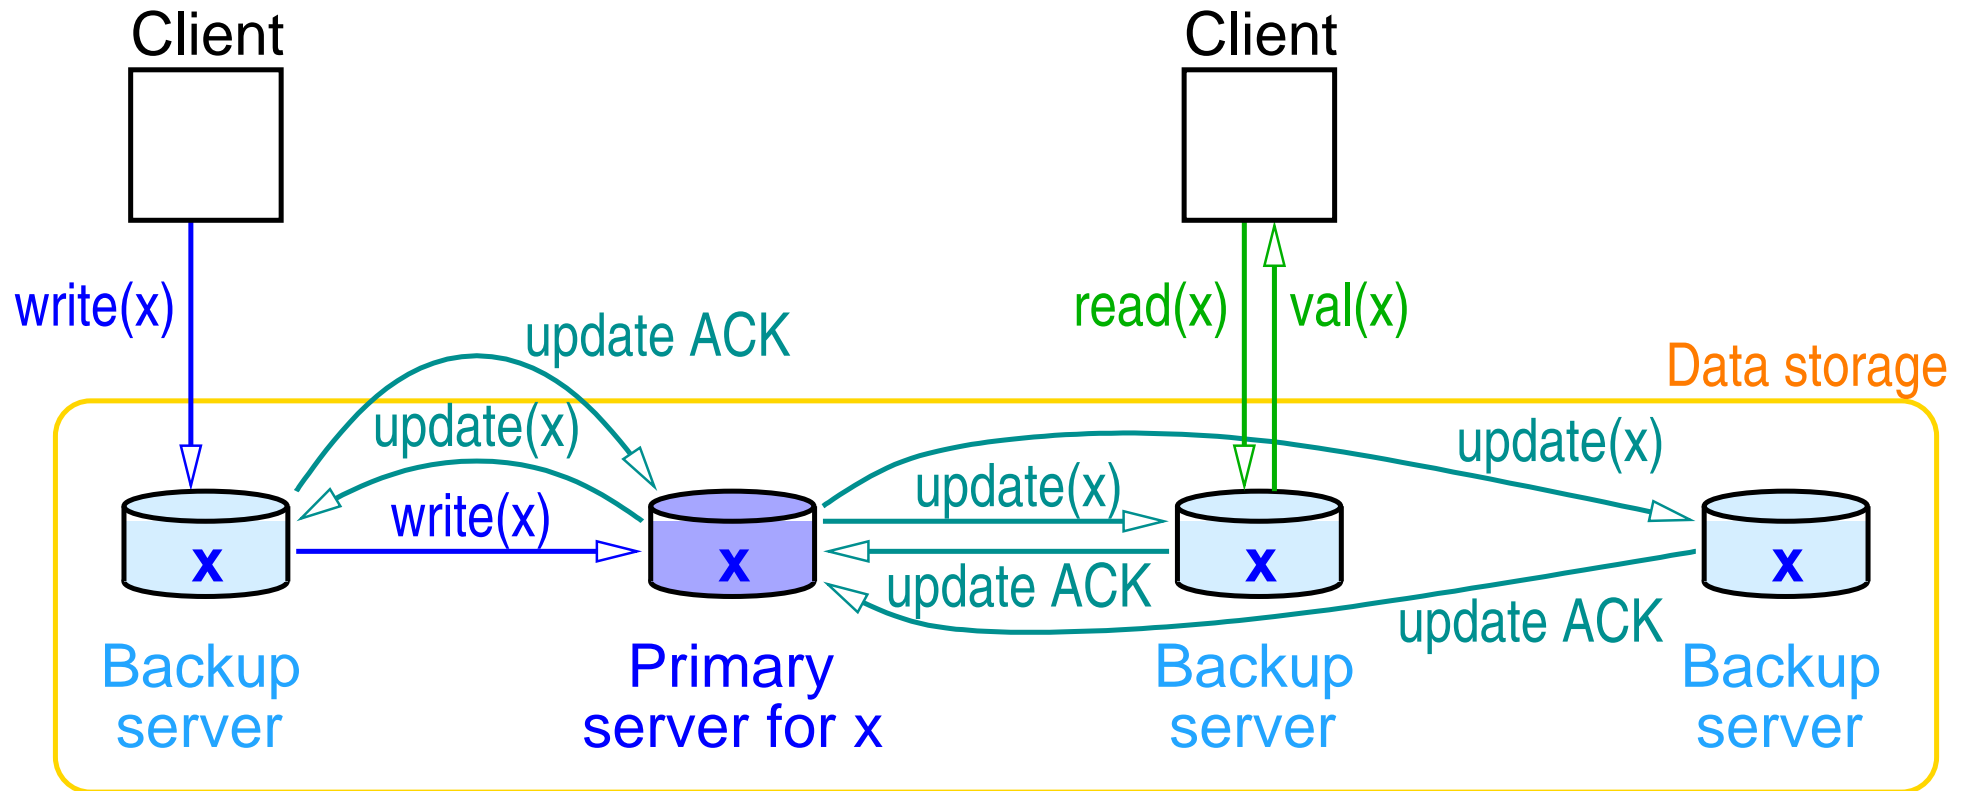 Client
Client
write(x)
read(x)
val(x)
update ACK
Data storage
update(x)
update(x)
update(x)
write(x)
x
x
x
x
update ACK
update ACK
Backup
server
Primary
server for x
Backup
server
Backup
server